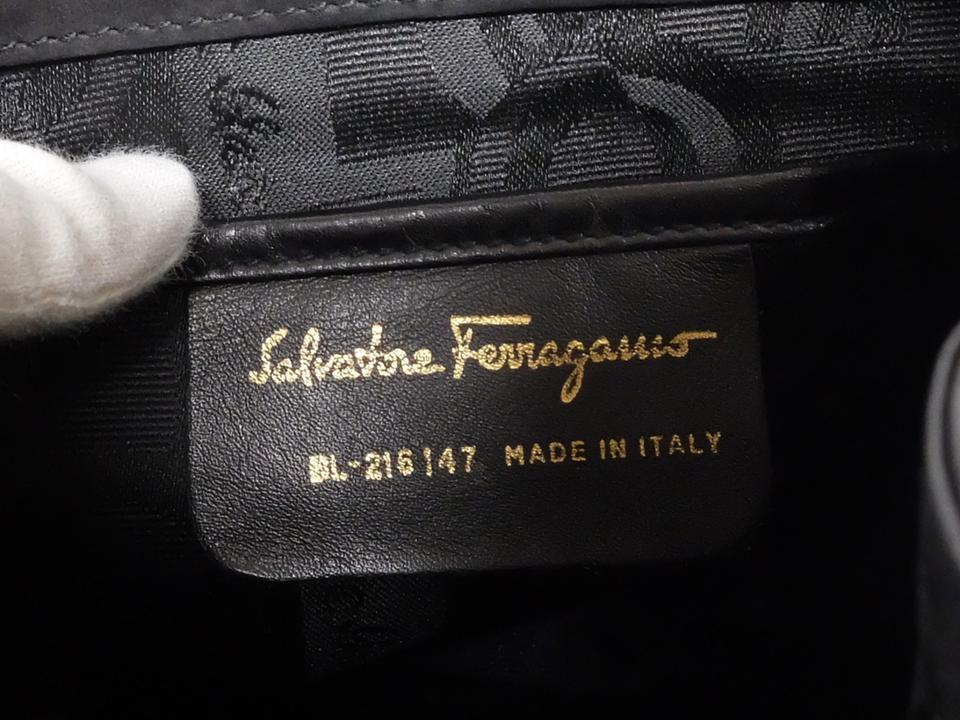 Salvatore Ferragamo
BL-216147 MADE IN ITALY